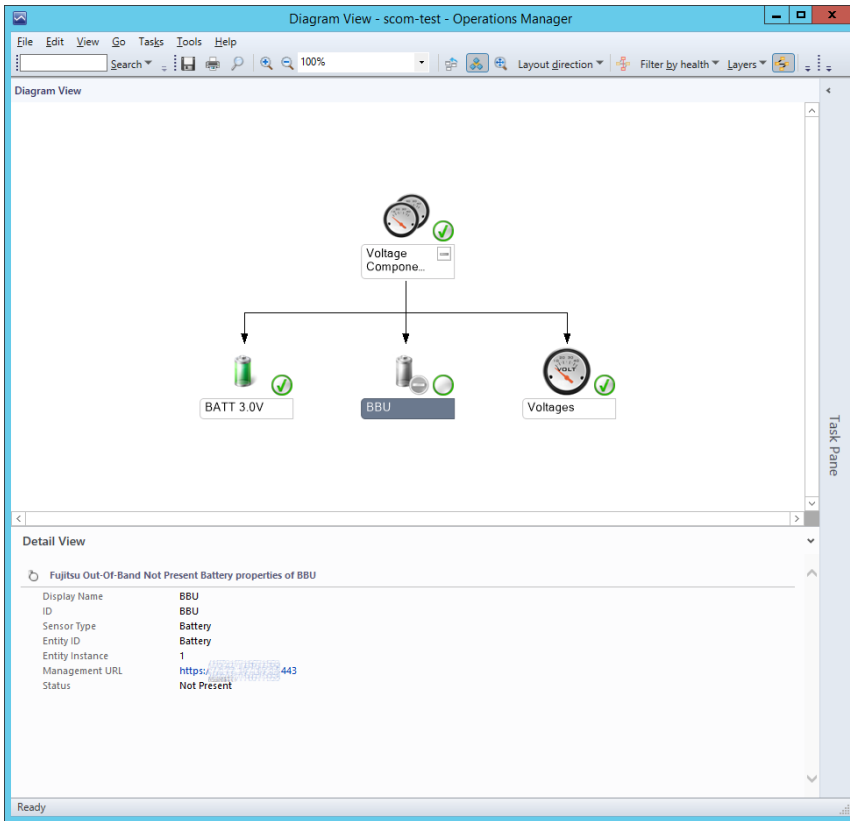 Diagram View - scom-test - Operations Manager
File Edit View Go Tasks Tools Help
Search 100% Layout direction Filter by health Layers
Diagram View
Voltage
Compone...
BATT 3.0V BBU VOLT Voltages
Task Pane
Detail View
Fujitsu Out-Of-Band Not Present Battery properties of BBU
Display Name BBU
ID BBU
Sensor Type Battery
Entity ID Battery
Entity Instance 1
Management URL https:/ 443
Status Not Present
Ready